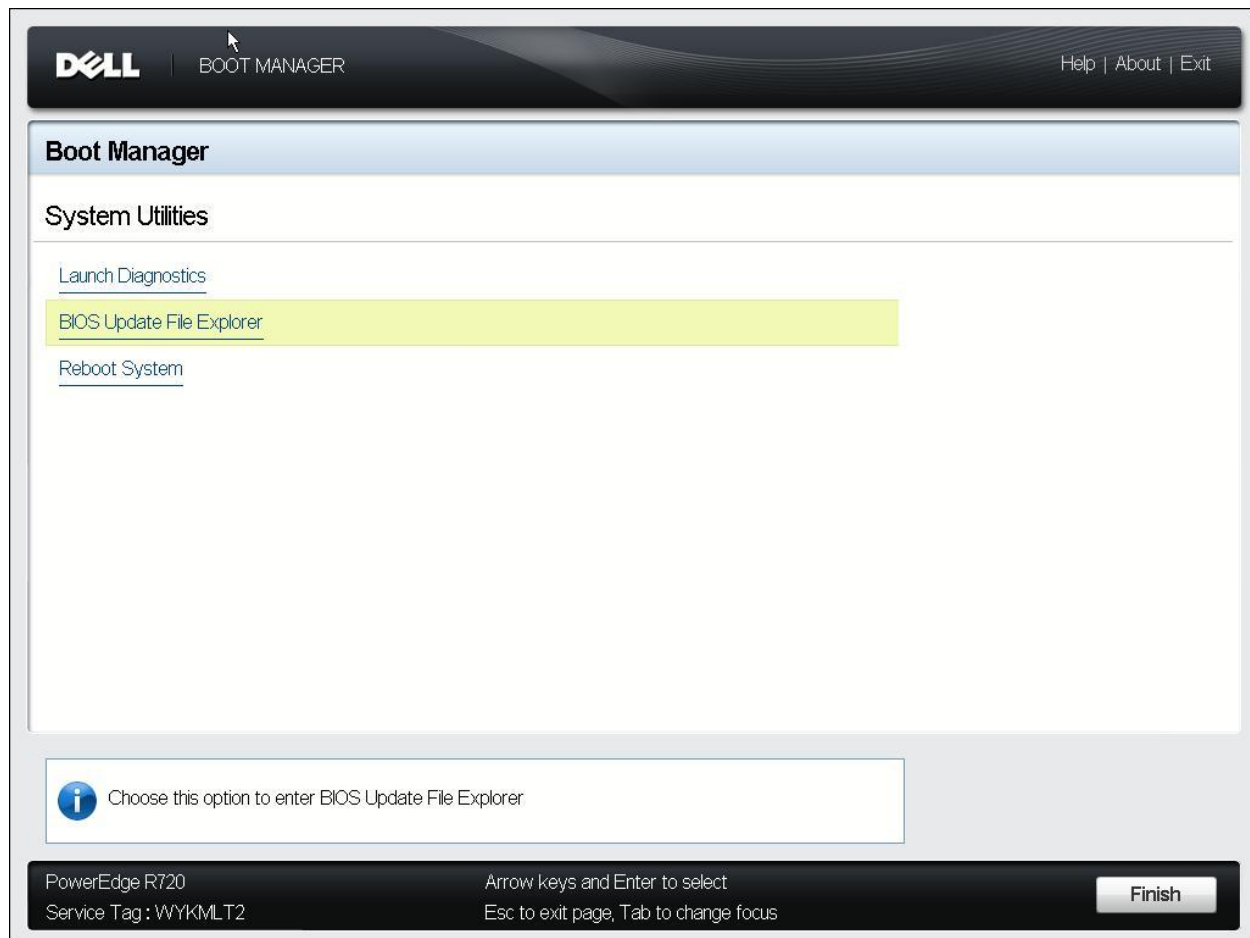 DELL BOOT MANAGER Help | About | Exit
Boot Manager
System Utilities
Launch Diagnostics
BIOS Update File Explorer
Reboot System
Choose this option to enter BIOS Update File Explorer
PowerEdge R720 Arrow keys and Enter to select
Service Tag : WYKMLT2 Esc to exit page, Tab to change focus
Finish